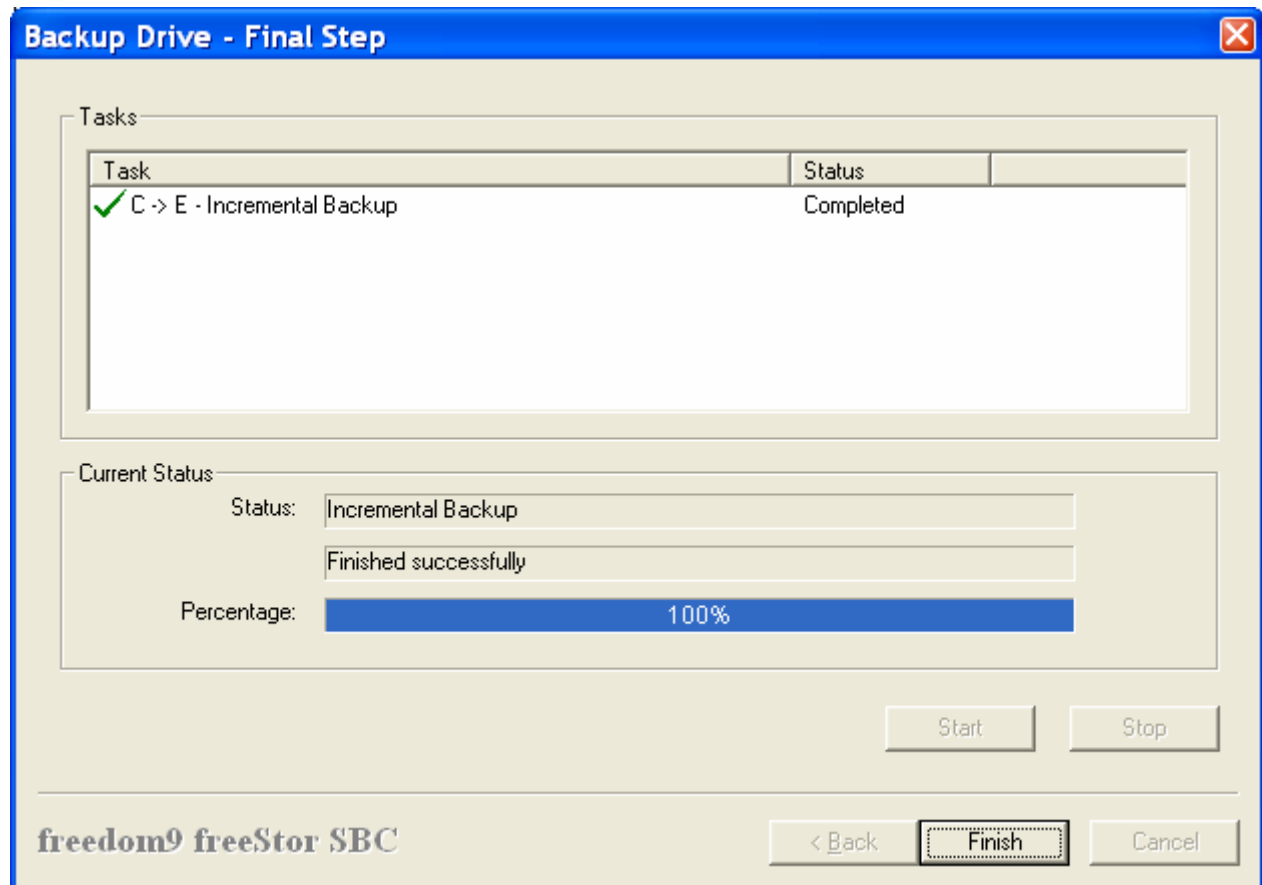 Backup Drive - Final Step
Tasks
Task Status
C -> E - Incremental Backup Completed
Current Status
Status: Incremental Backup
Finished successfully
Percentage: 100%
Start Stop
freedom9 freeStor SBC < Back Finish Cancel